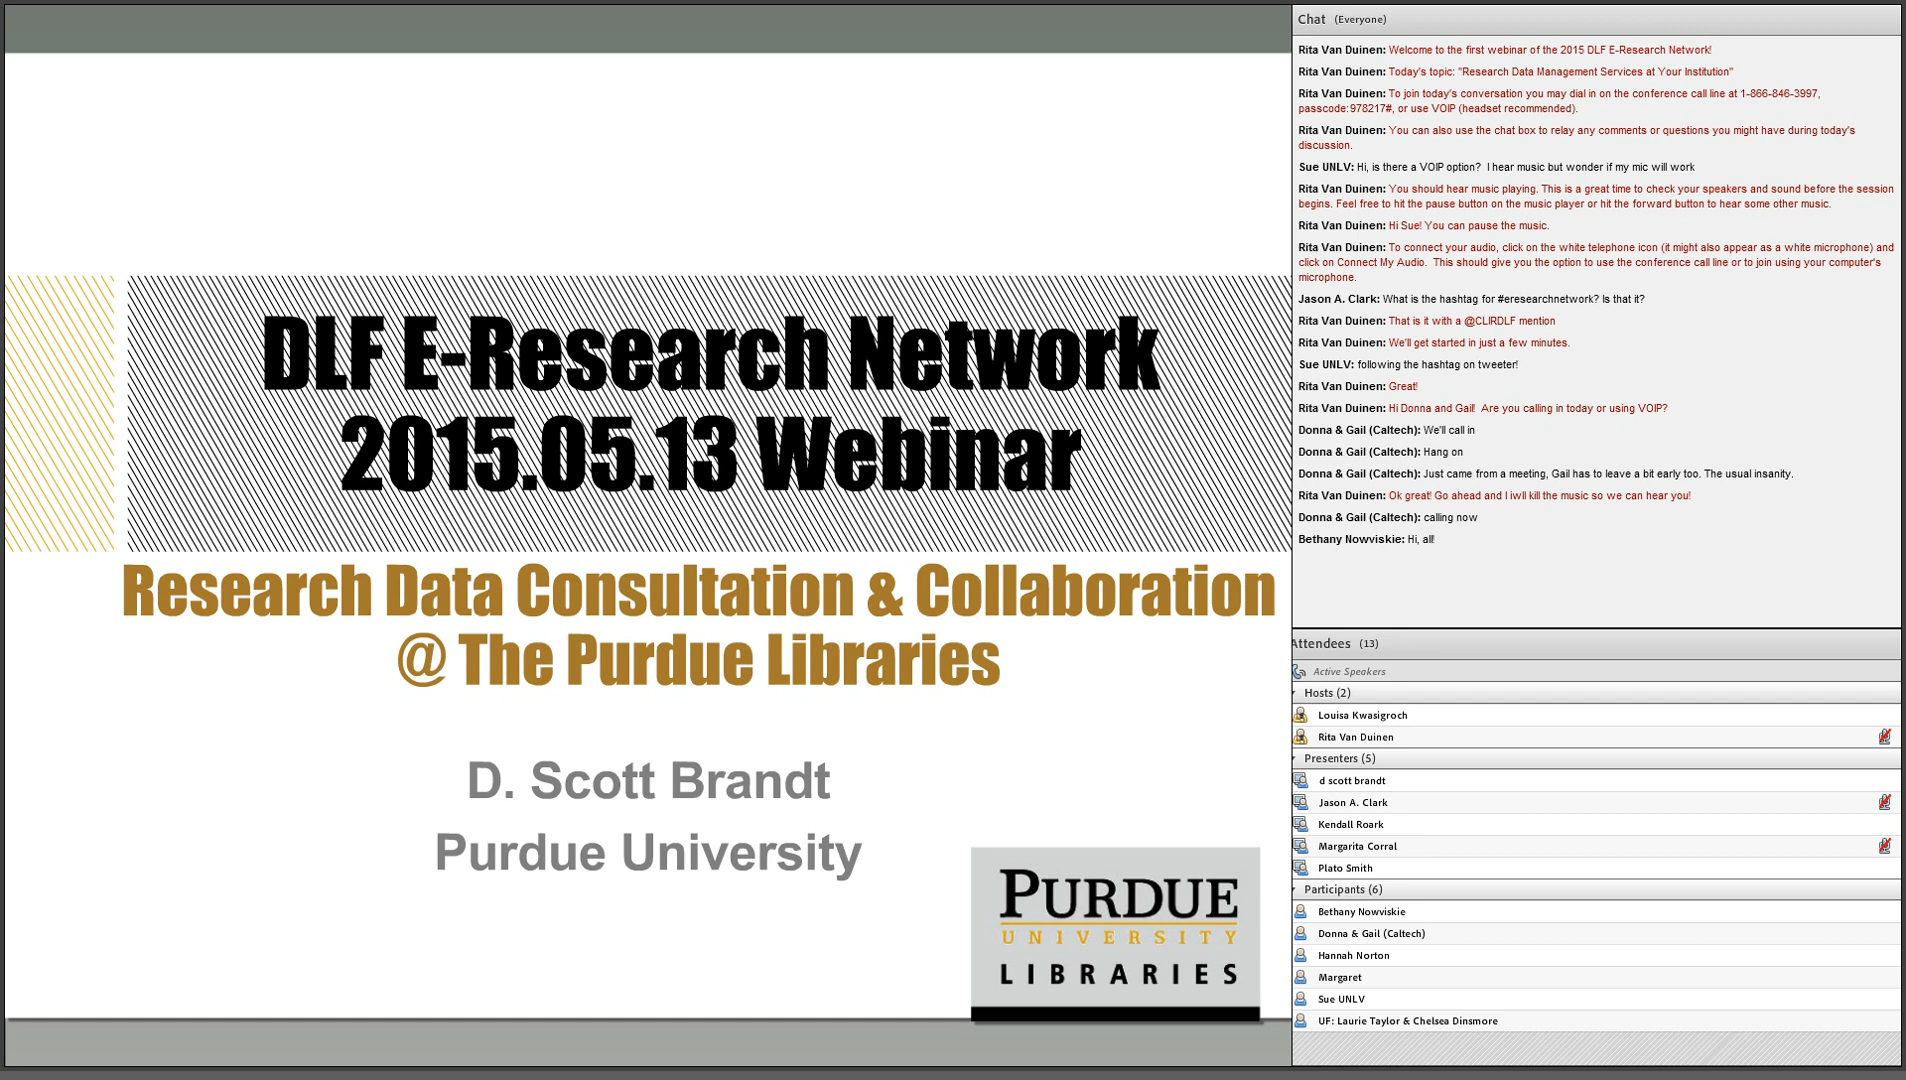 DLF E-Research Network
2015.05.13 Webinar
Research Data Consultation & Collaboration
@ The Purdue Libraries
D. Scott Brandt
Purdue University
PURDUE
UNIVERSITY
LIBRARIES
Chat (Everyone)
Rita Van Duinen: Welcome to the first webinar of the 2015 DLF E-Research Network!
Rita Van Duinen: Today's topic: "Research Data Management Services at Your Institution"
Rita Van Duinen: To join today's conversation you may dial in on the conference call line at 1-866-846-3997,
passcode:978217#, or use VOIP (headset recommended).
Rita Van Duinen: You can also use the chat box to relay any comments or questions you might have during today's
discussion.
Sue UNLV: Hi, is there a VOIP option? I hear music but wonder if my mic will work
Rita Van Duinen: You should hear music playing. This is a great time to check your speakers and sound before the session
begins. Feel free to hit the pause button on the music player or hit the forward button to hear some other music.
Rita Van Duinen: Hi Sue! You can pause the music.
Rita Van Duinen: To connect your audio, click on the white telephone icon (it might also appear as a white microphone) and
click on Connect My Audio. This should give you the option to use the conference call line or to join using your computer's
microphone.
Jason A. Clark: What is the hashtag for #eresearchnetwork? Is that it?
Rita Van Duinen: That is it with a @CLIRDLF mention
Rita Van Duinen: We'll get started in just a few minutes.
Sue UNLV: following the hashtag on tweeter!
Rita Van Duinen: Great!
Rita Van Duinen: Hi Donna and Gail! Are you calling in today or using VOIP?
Donna & Gail (Caltech): We'll call in
Donna & Gail (Caltech): Hang on
Donna & Gail (Caltech): Just came from a meeting, Gail has to leave a bit early too. The usual insanity.
Rita Van Duinen: Ok great! Go ahead and I iwll kill the music so we can hear you!
Donna & Gail (Caltech): calling now
Bethany Nowviskie: Hi, all!
Attendees (13)
Active Speakers
Hosts (2)
Louisa Kwasigroch
Rita Van Duinen
Presenters (5)
d scott brandt
Jason A. Clark
Kendall Roark
Margarita Corral
Plato Smith
Participants (6)
Bethany Nowviskie
Donna & Gail (Caltech)
Hannah Norton
Margaret
Sue UNLV
UF: Laurie Taylor & Chelsea Dinsmore